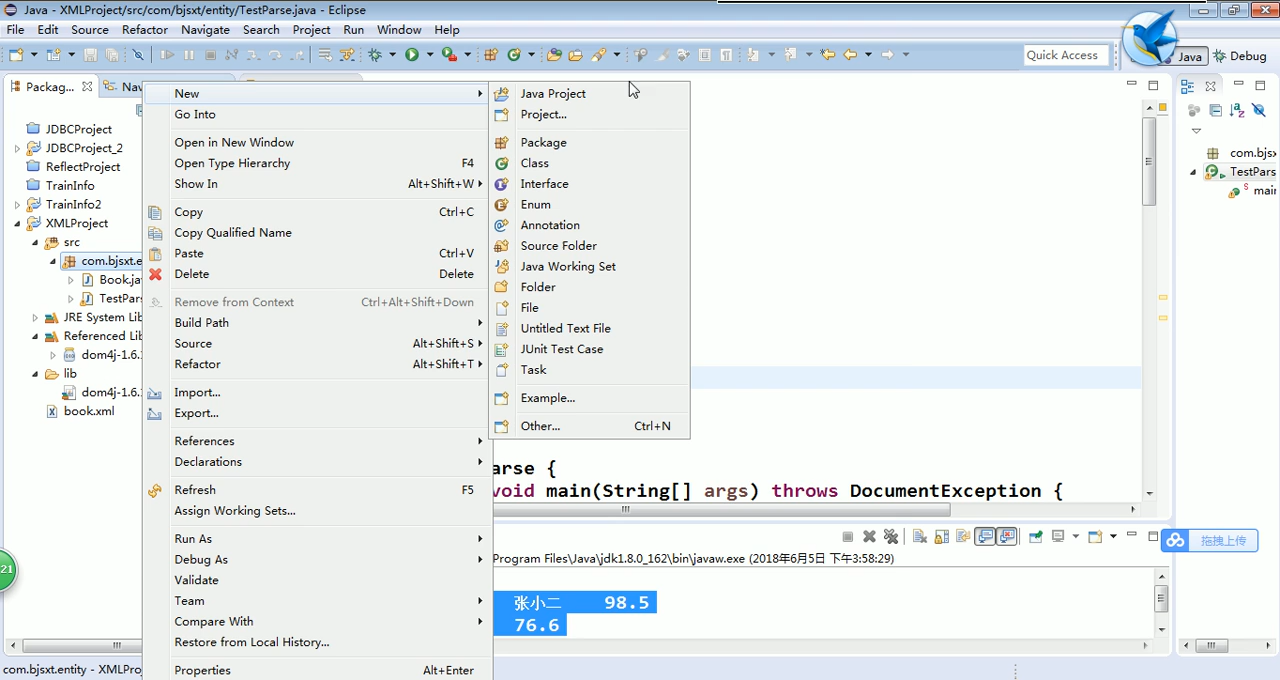 Java - XMLProject/src/com/bjsxt/entity/TestParse.java - Eclipse
File Edit Source Refactor Navigate Search Project Run Window Help
Quick Access
Java
Debug
Packag...
Nav
JDBCProject
JDBCProject_2
ReflectProject
TrainInfo
TrainInfo2
XMLProject
src
com.bjsxt.e
Book.ja
TestPars
JRE System Lib
Referenced Lib
dom4j-1.6.
lib
dom4j-1.6.
book.xml
New
Go Into
Open in New Window
Open Type Hierarchy F4
Show In Alt+Shift+W
Copy Ctrl+C
Copy Qualified Name
Paste Ctrl+V
Delete Delete
Remove from Context Ctrl+Alt+Shift+Down
Build Path
Source Alt+Shift+S
Refactor Alt+Shift+T
Import...
Export...
References
Declarations
Refresh F5
Assign Working Sets...
Run As
Debug As
Validate
Team
Compare With
Restore from Local History...
Properties Alt+Enter
Java Project
Project...
Package
Class
Interface
Enum
Annotation
Source Folder
Java Working Set
Folder
File
Untitled Text File
JUnit Test Case
Task
Example...
Other... Ctrl+N
arse {
void main(String[] args) throws DocumentException {
Program Files\Java\jdk1.8.0_162\bin\javaw.exe (2018年6月5日 下午3:58:29)
张小二 98.5
76.6
com.bjs
TestPars
S
mair
拖拽上传
21
com.bjsxt.entity - XMLProj